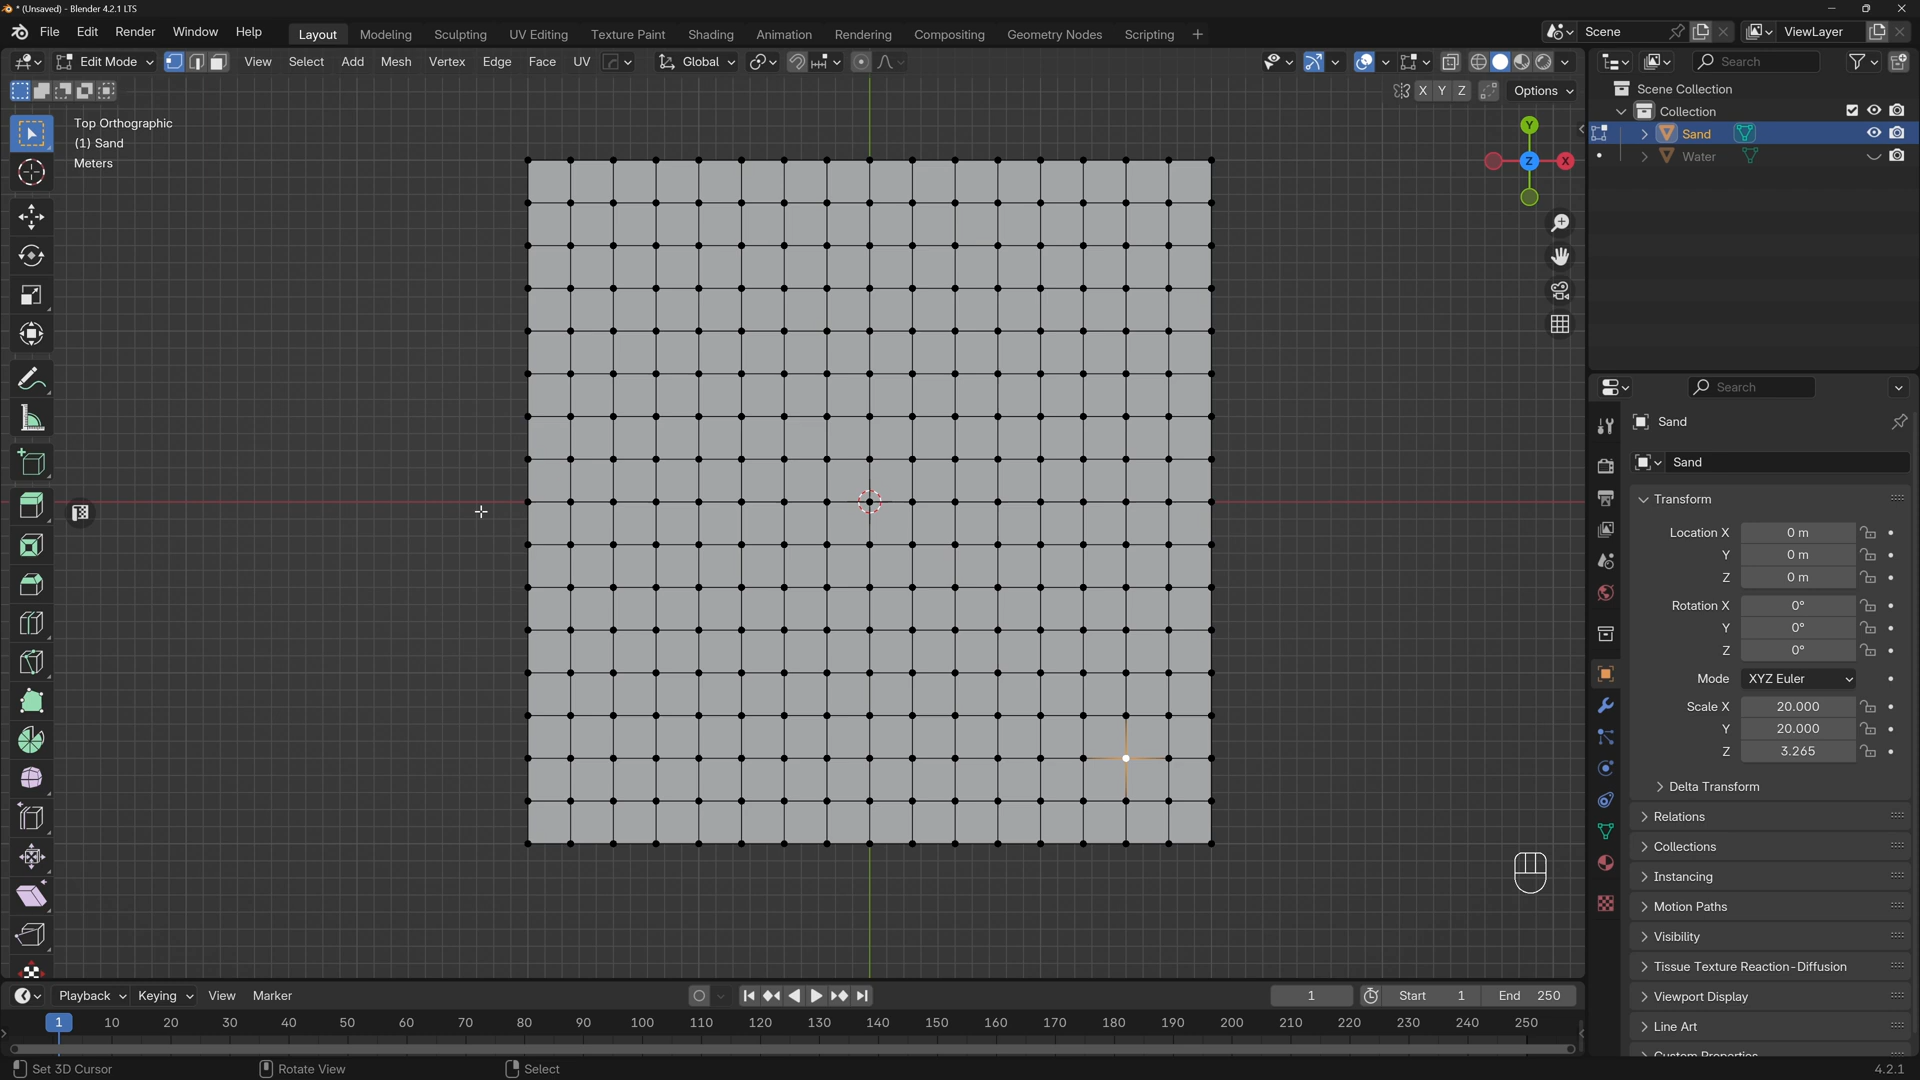 * (Unsaved) - Blender 4.2.1 LTS
File Edit Render Window Help Layout Modeling Sculpting UV Editing Texture Paint Shading Animation Rendering Compositing Geometry Nodes Scripting + Scene ViewLayer
Edit Mode View Select Add Mesh Vertex Edge Face UV Global Search
X Y Z Options
Scene Collection
Collection
Sand
Water
Top Orthographic
(1) Sand
Meters
Y
Z X
Search
Sand
Sand
Transform
Location X 0 m
Y 0 m
Z 0 m
Rotation X 0°
Y 0°
Z 0°
Mode XYZ Euler
Scale X 20.000
Y 20.000
Z 3.265
Delta Transform
Relations
Collections
Instancing
Motion Paths
Visibility
Tissue Texture Reaction-Diffusion
Viewport Display
Line Art
Custom Properties
Playback Keying View Marker 1 Start 1 End 250
1 10 20 30 40 50 60 70 80 90 100 110 120 130 140 150 160 170 180 190 200 210 220 230 240 250
Set 3D Cursor Rotate View Select 4.2.1